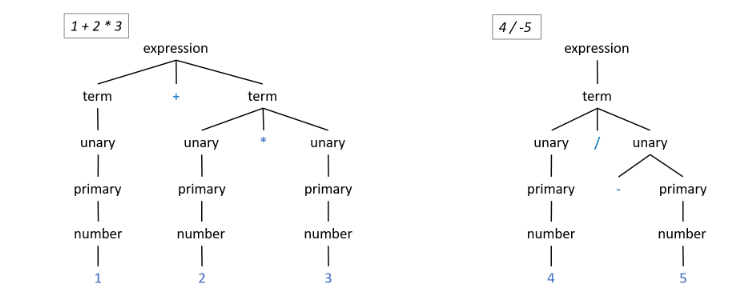 1 + 2 * 3
4 / -5
expression
expression
term + term
term
unary unary * unary
unary / unary
primary primary primary
primary - primary
number number number
number number
1 2 3
4 5